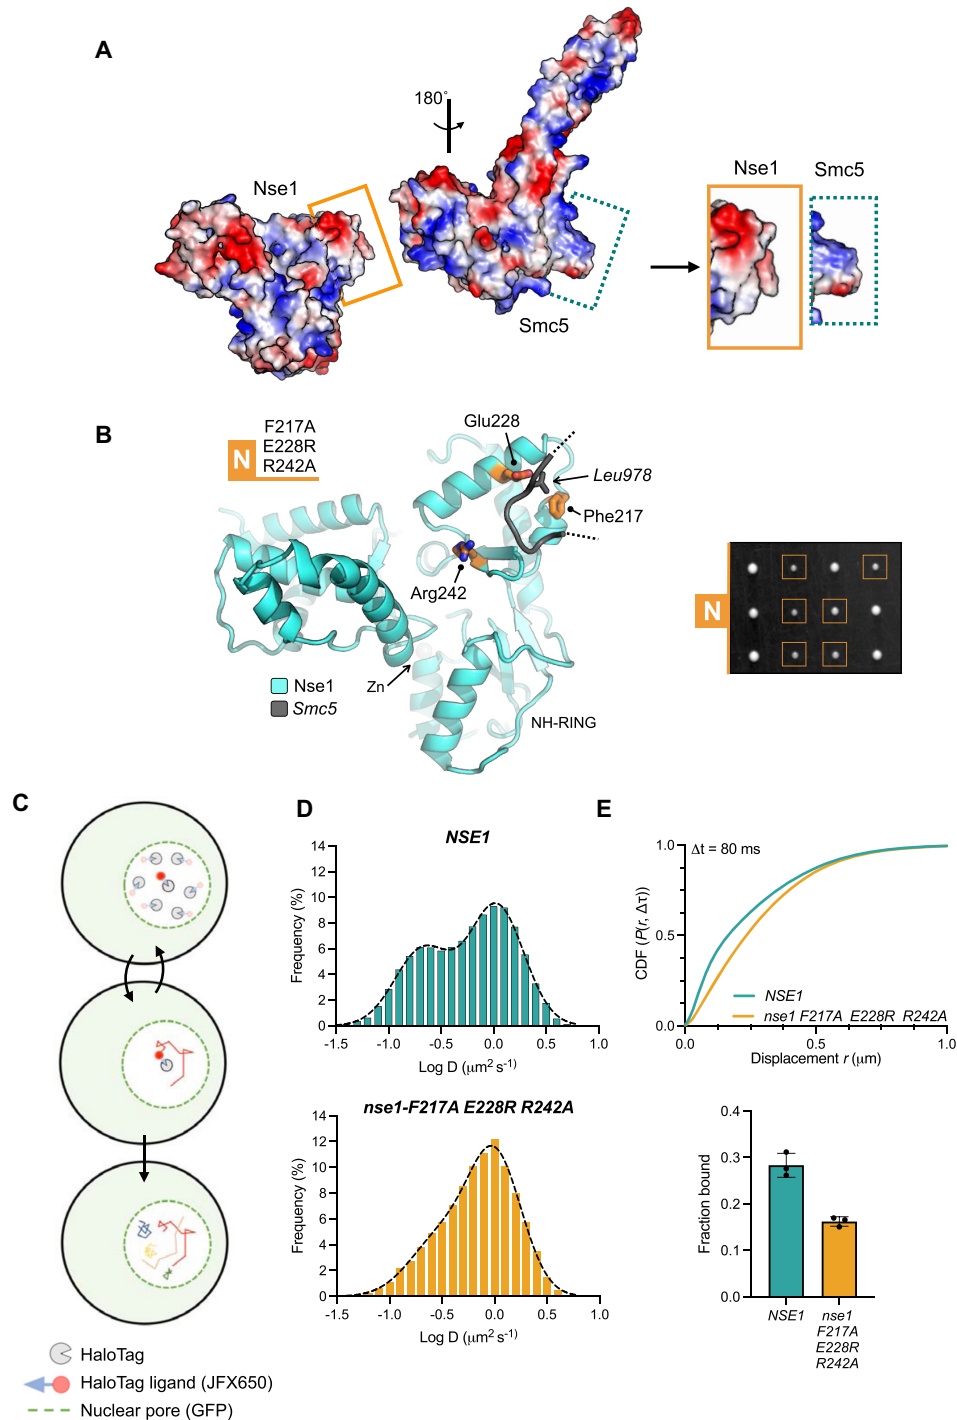 A
180°
Nse1
Smc5
Nse1
Smc5
B
N
F217A
E228R
R242A
Glu228
Leu978
Phe217
Arg242
Zn
NH-RING
Nse1
Smc5
N
C
HaloTag
HaloTag ligand (JFX650)
Nuclear pore (GFP)
D
NSE1
Frequency (%)
14
12
10
8
6
4
2
0
-1.5
-1.0
-0.5
0.0
0.5
1.0
Log D (μm² s⁻¹)
nse1-F217A E228R R242A
Frequency (%)
14
12
10
8
6
4
2
0
-1.5
-1.0
-0.5
0.0
0.5
1.0
Log D (μm² s⁻¹)
E
Δt = 80 ms
CDF (P(r, Δτ))
1.0
0.5
0.0
NSE1
nse1 F217A E228R R242A
0.0
0.5
1.0
Displacement r (μm)
Fraction bound
0.4
0.3
0.2
0.1
0.0
NSE1
nse1
F217A
E228R
R242A